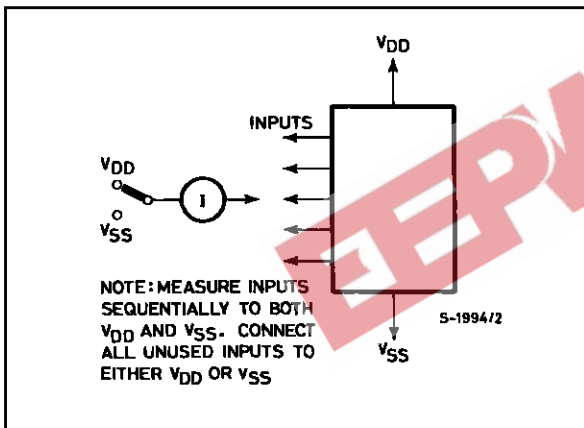 VDD
INPUTS
VDD
I
VSS
NOTE: MEASURE INPUTS
SEQUENTIALLY TO BOTH
VDD AND VSS. CONNECT
ALL UNUSED INPUTS TO
EITHER VDD OR VSS
S-1994/2
VSS
EEPW